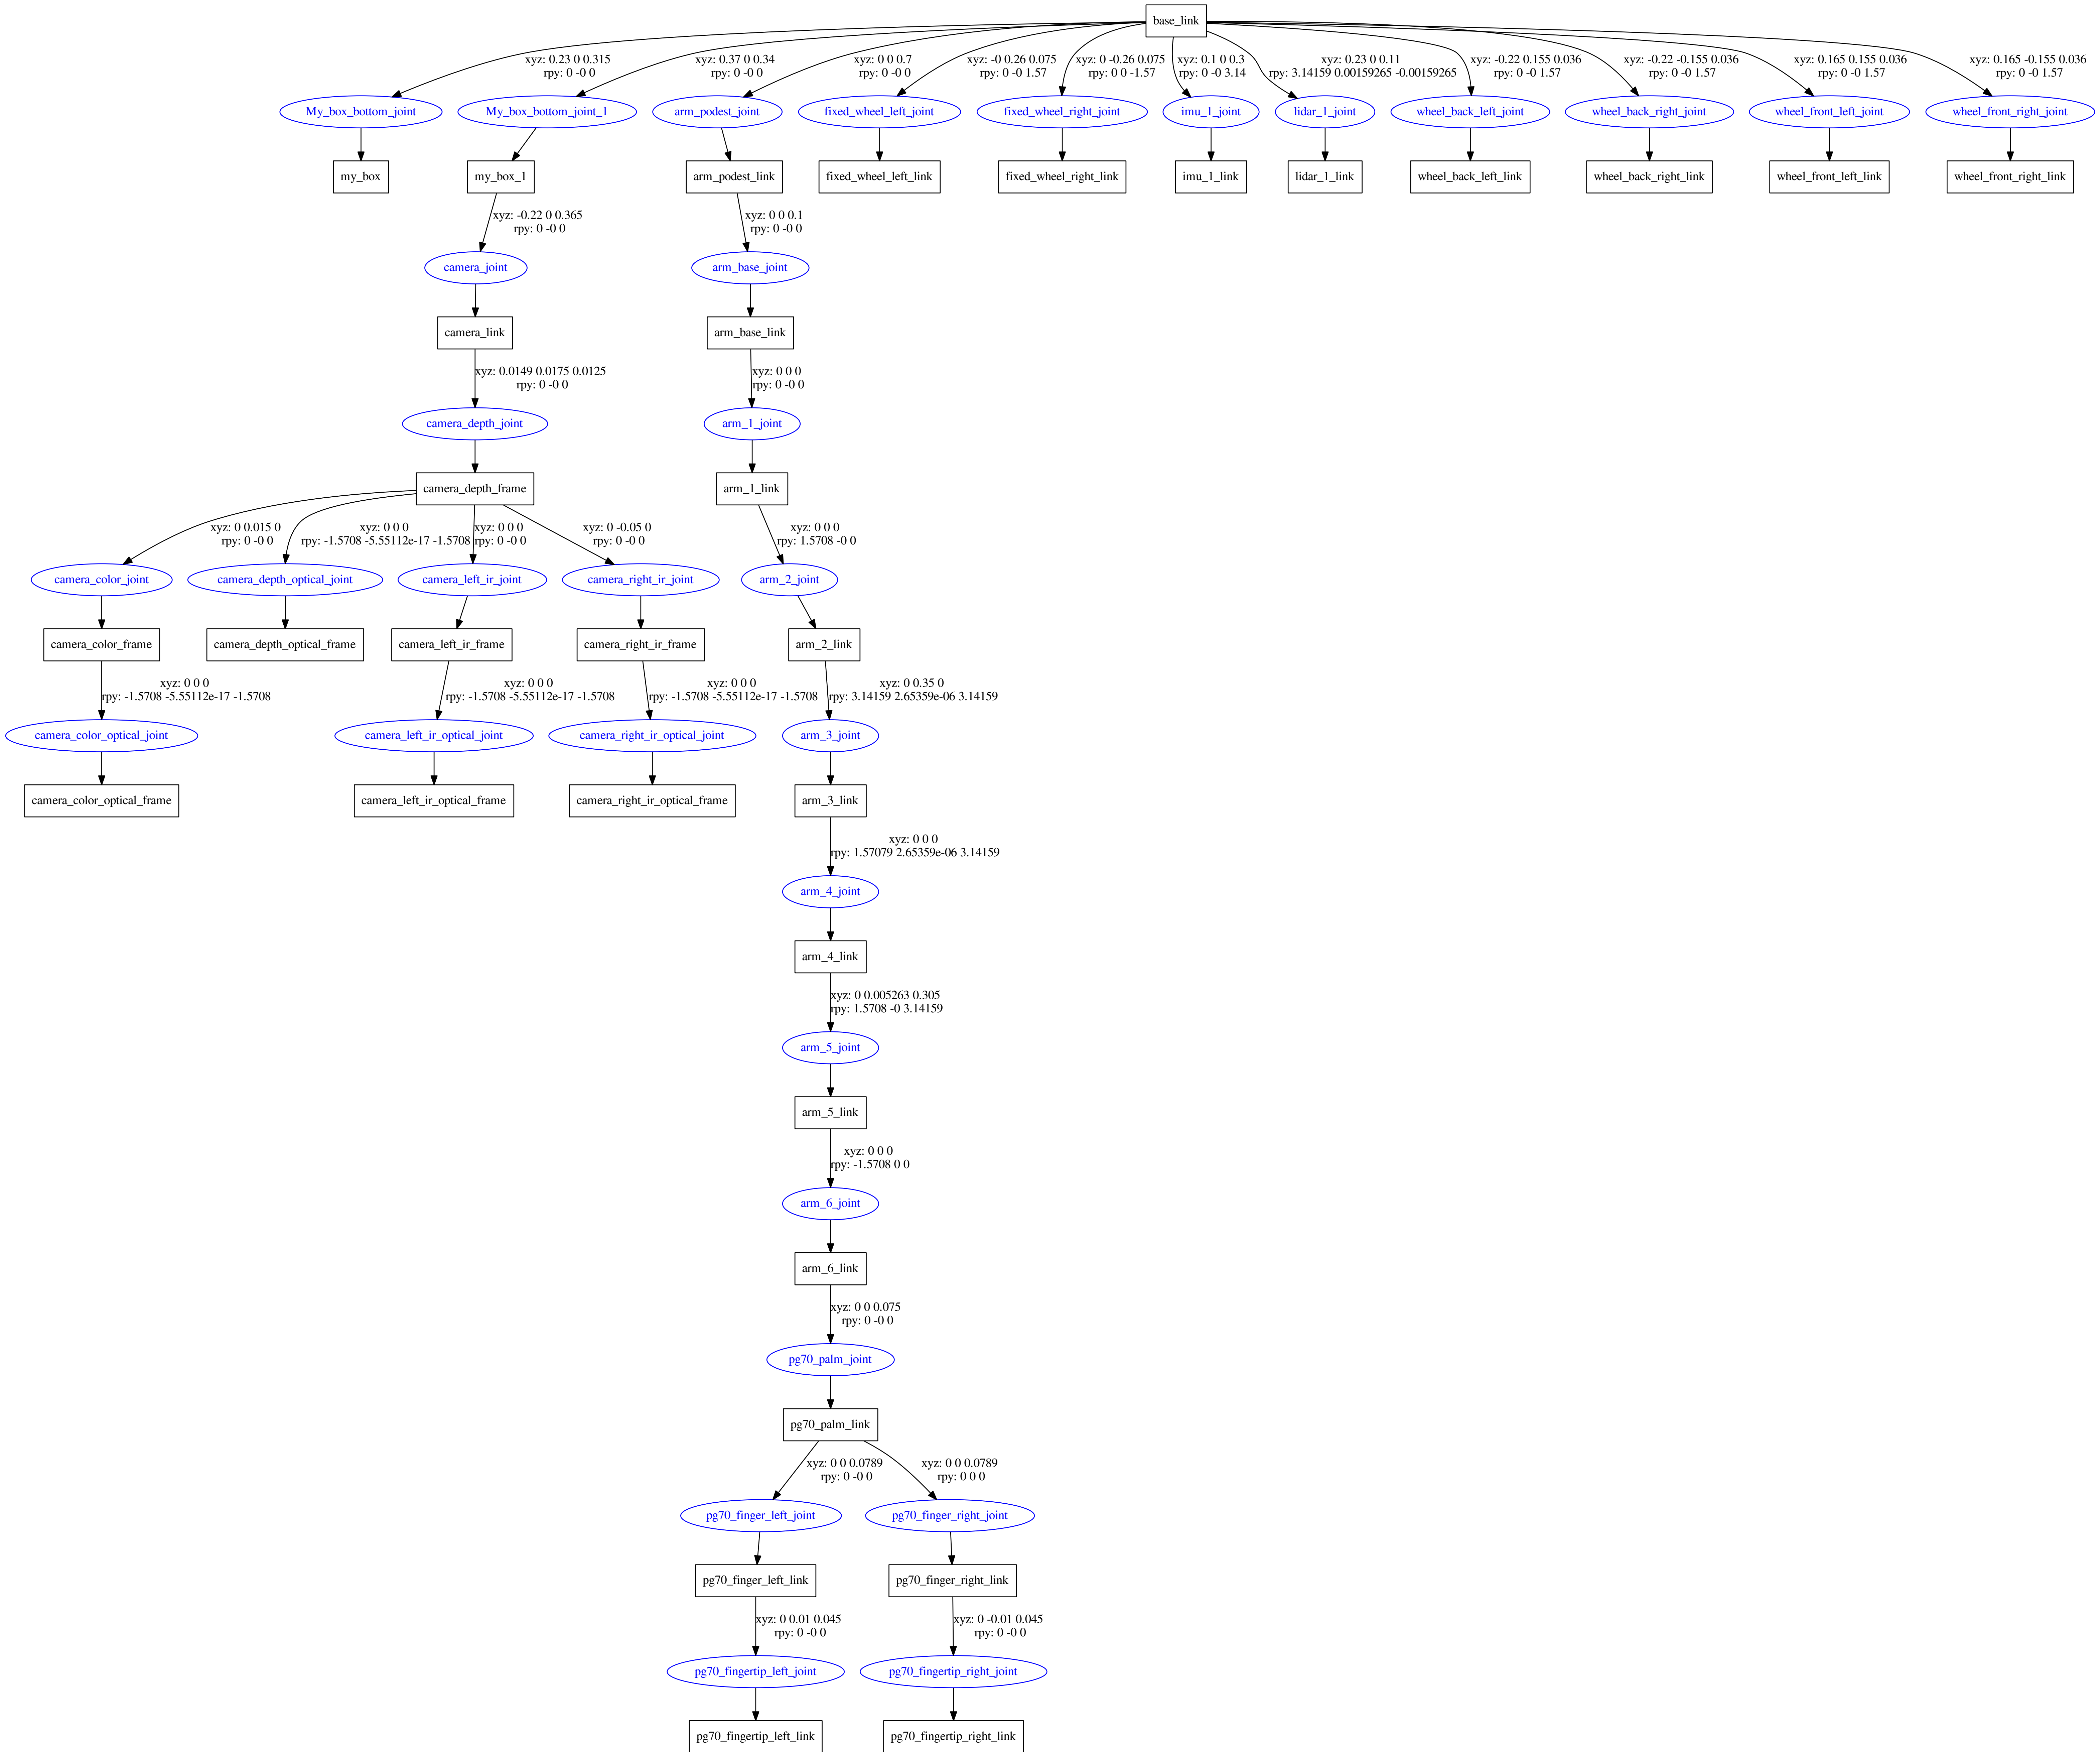 base_link
xyz: 0.23 0 0.315
rpy: 0 -0 0
xyz: 0.37 0 0.34
rpy: 0 -0 0
xyz: 0 0 0.7
rpy: 0 -0 0
xyz: -0 0.26 0.075
rpy: 0 -0 1.57
xyz: 0 -0.26 0.075
rpy: 0 0 -1.57
xyz: 0.1 0 0.3
rpy: 0 -0 3.14
xyz: 0.23 0 0.11
rpy: 3.14159 0.00159265 -0.00159265
xyz: -0.22 0.155 0.036
rpy: 0 -0 1.57
xyz: -0.22 -0.155 0.036
rpy: 0 -0 1.57
xyz: 0.165 0.155 0.036
rpy: 0 -0 1.57
xyz: 0.165 -0.155 0.036
rpy: 0 -0 1.57
My_box_bottom_joint
My_box_bottom_joint_1
arm_podest_joint
fixed_wheel_left_joint
fixed_wheel_right_joint
imu_1_joint
lidar_1_joint
wheel_back_left_joint
wheel_back_right_joint
wheel_front_left_joint
wheel_front_right_joint
my_box
my_box_1
arm_podest_link
fixed_wheel_left_link
fixed_wheel_right_link
imu_1_link
lidar_1_link
wheel_back_left_link
wheel_back_right_link
wheel_front_left_link
wheel_front_right_link
xyz: -0.22 0 0.365
rpy: 0 -0 0
xyz: 0 0 0.1
rpy: 0 -0 0
camera_joint
arm_base_joint
camera_link
arm_base_link
xyz: 0.0149 0.0175 0.0125
rpy: 0 -0 0
xyz: 0 0 0
rpy: 0 -0 0
camera_depth_joint
arm_1_joint
camera_depth_frame
arm_1_link
xyz: 0 0.015 0
rpy: 0 -0 0
xyz: 0 0 0
rpy: -1.5708 -5.55112e-17 -1.5708
xyz: 0 0 0
rpy: 0 -0 0
xyz: 0 -0.05 0
rpy: 0 -0 0
xyz: 0 0 0
rpy: 1.5708 -0 0
camera_color_joint
camera_depth_optical_joint
camera_left_ir_joint
camera_right_ir_joint
arm_2_joint
camera_color_frame
camera_depth_optical_frame
camera_left_ir_frame
camera_right_ir_frame
arm_2_link
xyz: 0 0 0
rpy: -1.5708 -5.55112e-17 -1.5708
xyz: 0 0 0
rpy: -1.5708 -5.55112e-17 -1.5708
xyz: 0 0 0
rpy: -1.5708 -5.55112e-17 -1.5708
xyz: 0 0.35 0
rpy: 3.14159 2.65359e-06 3.14159
camera_color_optical_joint
camera_left_ir_optical_joint
camera_right_ir_optical_joint
arm_3_joint
camera_color_optical_frame
camera_left_ir_optical_frame
camera_right_ir_optical_frame
arm_3_link
xyz: 0 0 0
rpy: 1.57079 2.65359e-06 3.14159
arm_4_joint
arm_4_link
xyz: 0 0.005263 0.305
rpy: 1.5708 -0 3.14159
arm_5_joint
arm_5_link
xyz: 0 0 0
rpy: -1.5708 0 0
arm_6_joint
arm_6_link
xyz: 0 0 0.075
rpy: 0 -0 0
pg70_palm_joint
pg70_palm_link
xyz: 0 0 0.0789
rpy: 0 -0 0
xyz: 0 0 0.0789
rpy: 0 0 0
pg70_finger_left_joint
pg70_finger_right_joint
pg70_finger_left_link
pg70_finger_right_link
xyz: 0 0.01 0.045
rpy: 0 -0 0
xyz: 0 -0.01 0.045
rpy: 0 -0 0
pg70_fingertip_left_joint
pg70_fingertip_right_joint
pg70_fingertip_left_link
pg70_fingertip_right_link